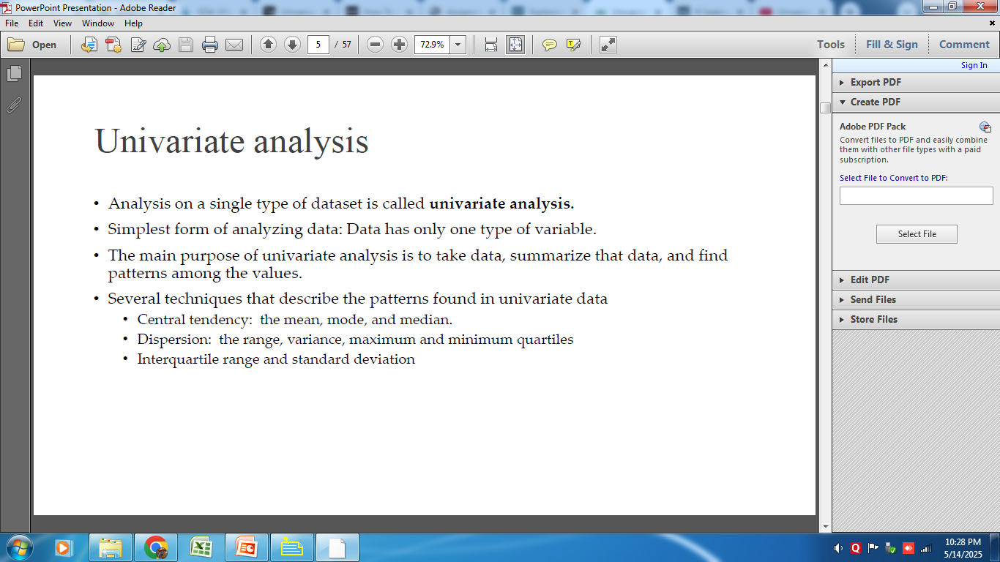 PowerPoint Presentation - Adobe Reader
File Edit View Window Help
Open 5 / 57 72.9% Tools Fill & Sign Comment
Sign In
Export PDF
Create PDF
Adobe PDF Pack
Convert files to PDF and easily combine
them with other file types with a paid
subscription.
Select File to Convert to PDF:
Select File
Edit PDF
Send Files
Store Files
Univariate analysis
• Analysis on a single type of dataset is called univariate analysis.
• Simplest form of analyzing data: Data has only one type of variable.
• The main purpose of univariate analysis is to take data, summarize that data, and find
patterns among the values.
• Several techniques that describe the patterns found in univariate data
• Central tendency: the mean, mode, and median.
• Dispersion: the range, variance, maximum and minimum quartiles
• Interquartile range and standard deviation
10:28 PM
5/14/2025